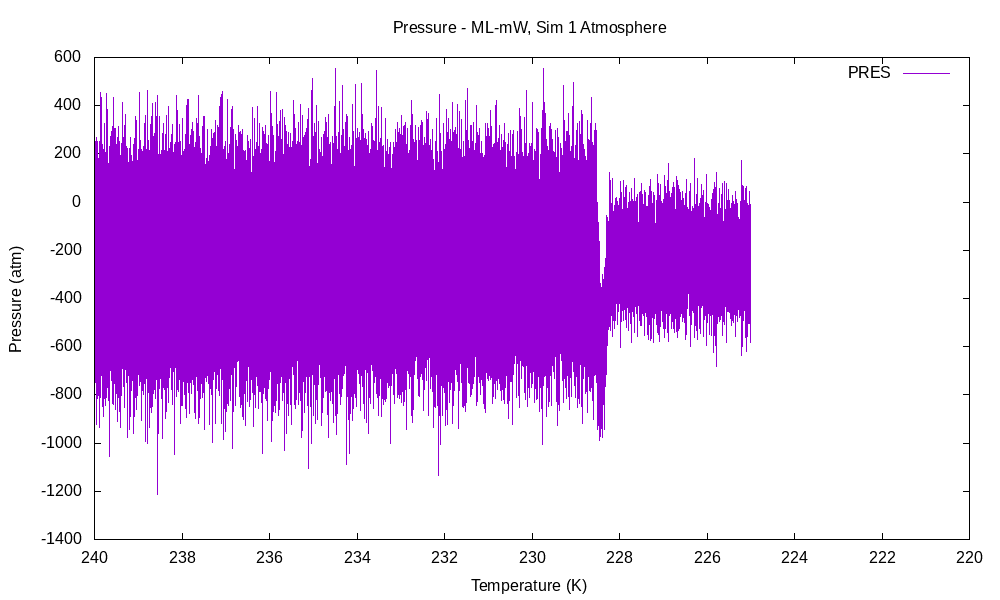 Pressure - ML-mW, Sim 1 Atmosphere
PRES
600
400
200
0
-200
-400
-600
-800
-1000
-1200
-1400
Pressure (atm)
240 238 236 234 232 230 228 226 224 222 220
Temperature (K)